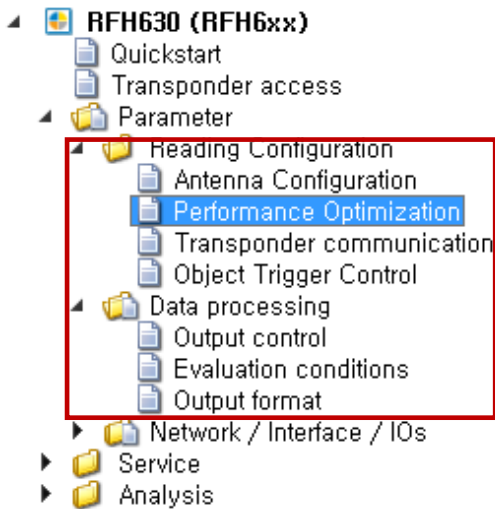 RFH630 (RFH6xx)
Quickstart
Transponder access
Parameter
Reading Configuration
Antenna Configuration
Performance Optimization
Transponder communication
Object Trigger Control
Data processing
Output control
Evaluation conditions
Output format
Network / Interface / IOs
Service
Analysis